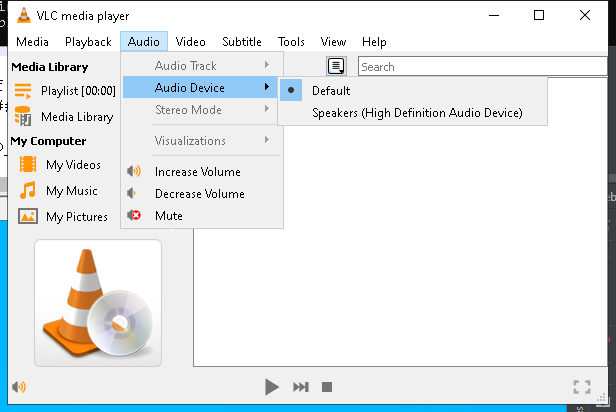 VLC media player
Media Playback Audio Video Subtitle Tools View Help
Media Library
Playlist [00:00]
Media Library
My Computer
My Videos
My Music
My Pictures
Audio Track
Audio Device
Stereo Mode
Visualizations
Increase Volume
Decrease Volume
Mute
Default
Speakers (High Definition Audio Device)
Search